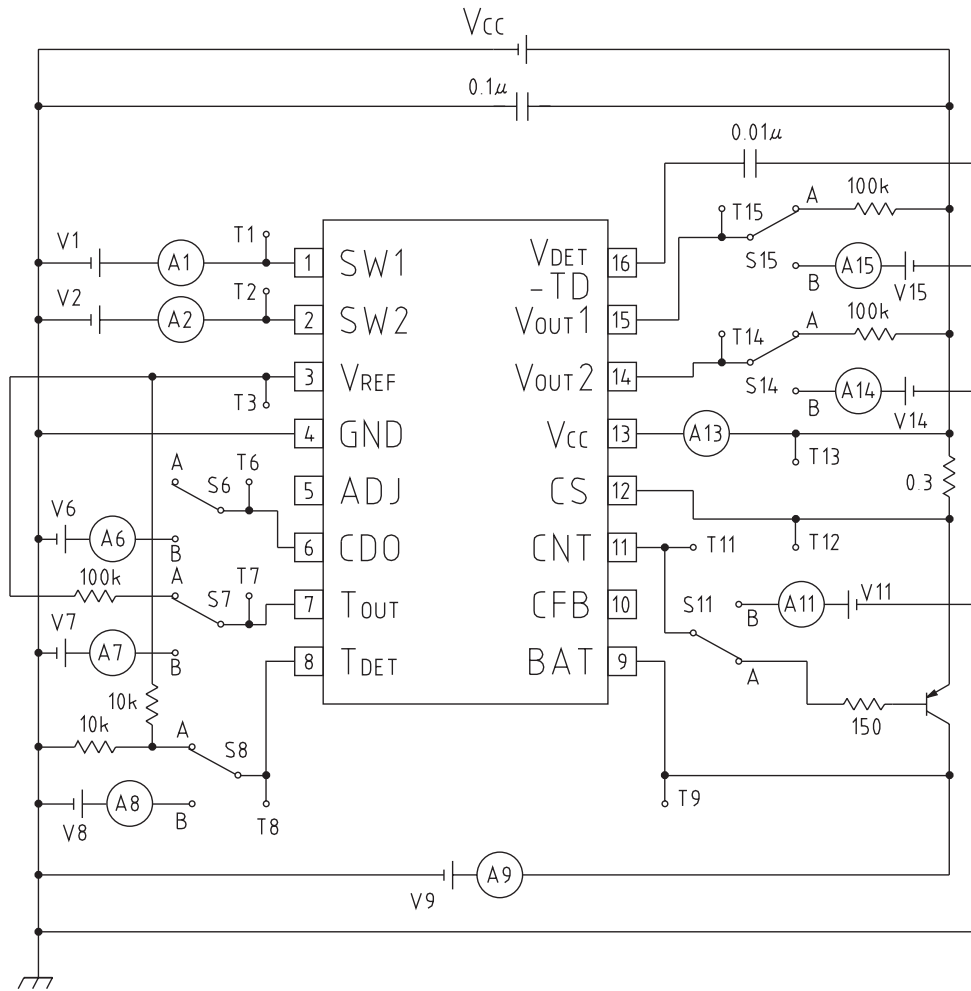 Vcc
0.1μ
0.01μ
T15
A
100k
V1
A1
T1
1
SW1
VDET
-TD
16
S15
B
A15
V15
V2
A2
T2
2
SW2
VOUT1
15
T14
A
100k
3
VREF
VOUT2
14
S14
B
A14
V14
T3
4
GND
Vcc
13
A13
T13
A
S6
T6
5
ADJ
CS
12
0.3
V6
A6
B
6
CDO
CNT
11
T11
T12
100k
A
S7
T7
7
TOUT
CFB
10
S11
B
A11
V11
V7
A7
B
8
TDET
BAT
9
A
10k
10k
A
S8
150
V8
A8
B
T8
T9
V9
A9